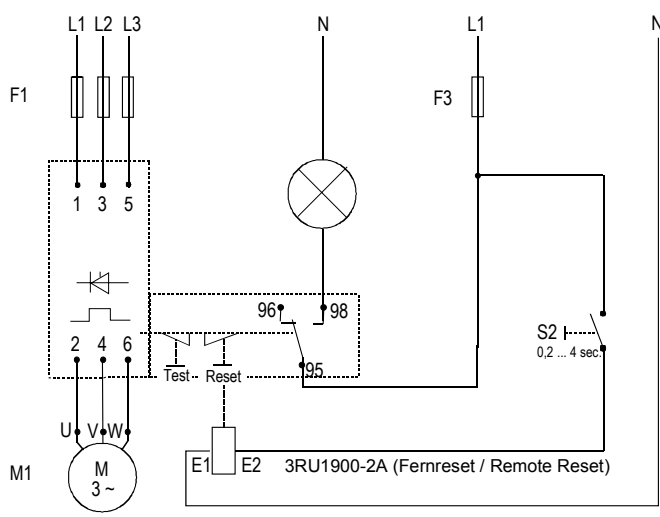 L1 L2 L3 N L1 N
F1 F3
1 3 5
96 98
S2
0,2 ... 4 sec.
2 4 6
95
Test Reset
U V W
E1 E2 3RU1900-2A (Fernreset / Remote Reset)
M1 M
3 ~